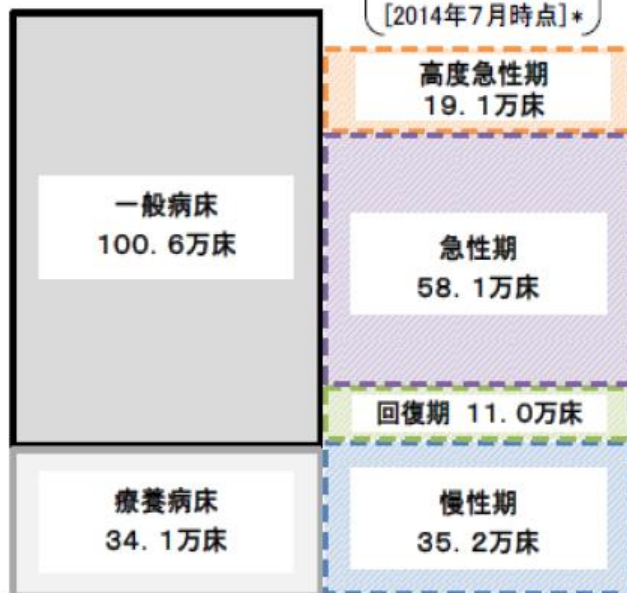 [2014年7月時点]*
高度急性期
19.1万床
一般病床
100.6万床
急性期
58.1万床
回復期 11.0万床
療養病床
34.1万床
慢性期
35.2万床